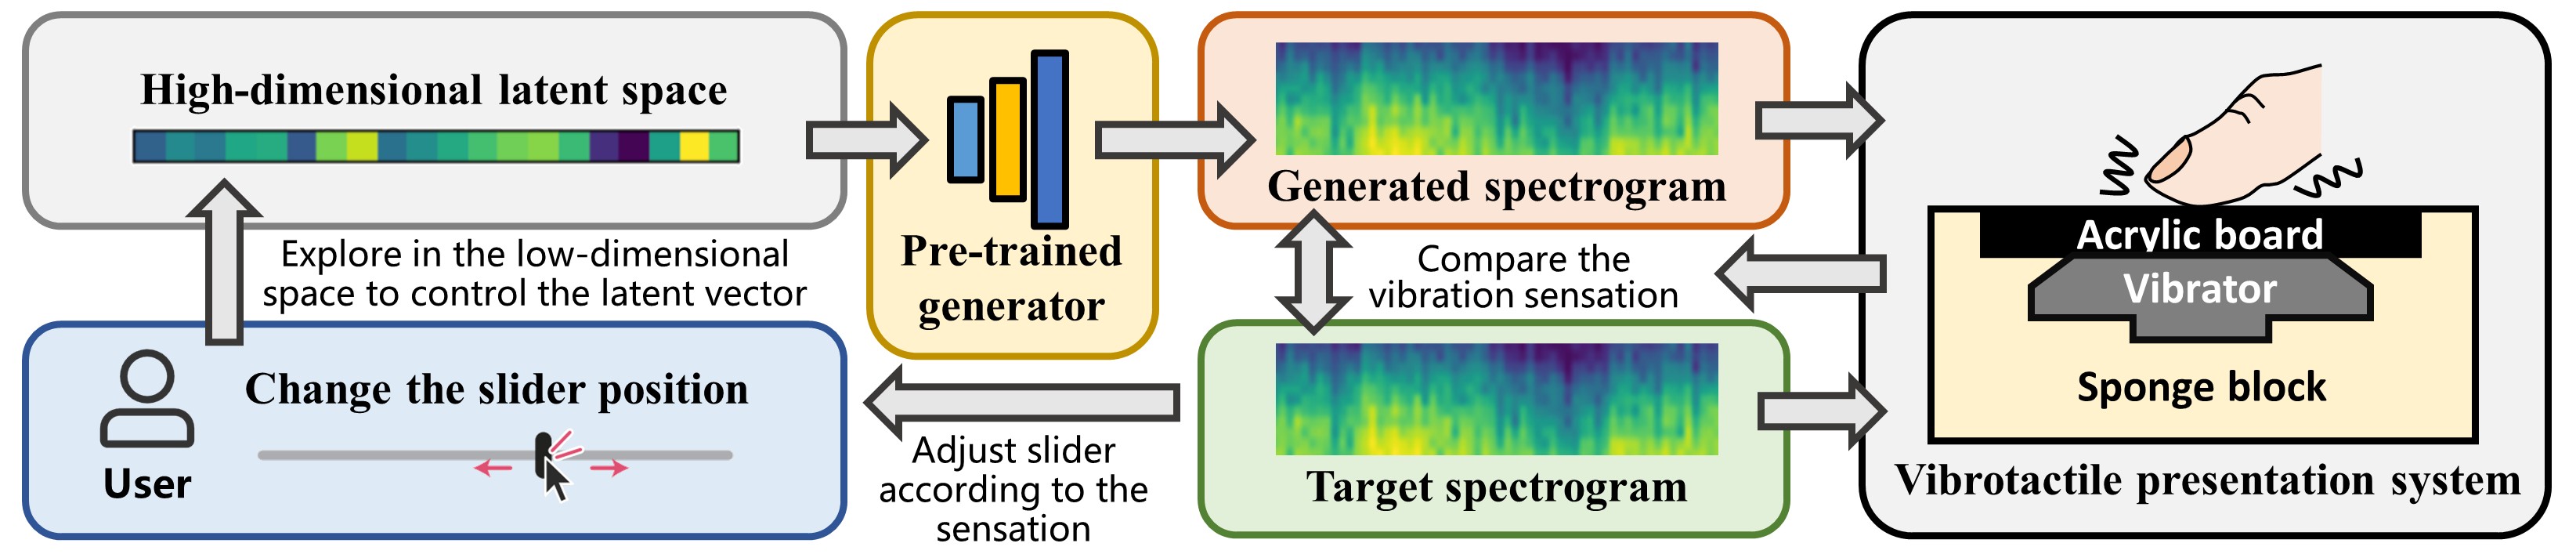 High-dimensional latent space
Explore in the low-dimensional
space to control the latent vector
User
Change the slider position
Pre-trained
generator
Adjust slider
according to the
sensation
Generated spectrogram
Compare the
vibration sensation
Target spectrogram
Acrylic board
Vibrator
Sponge block
Vibrotactile presentation system